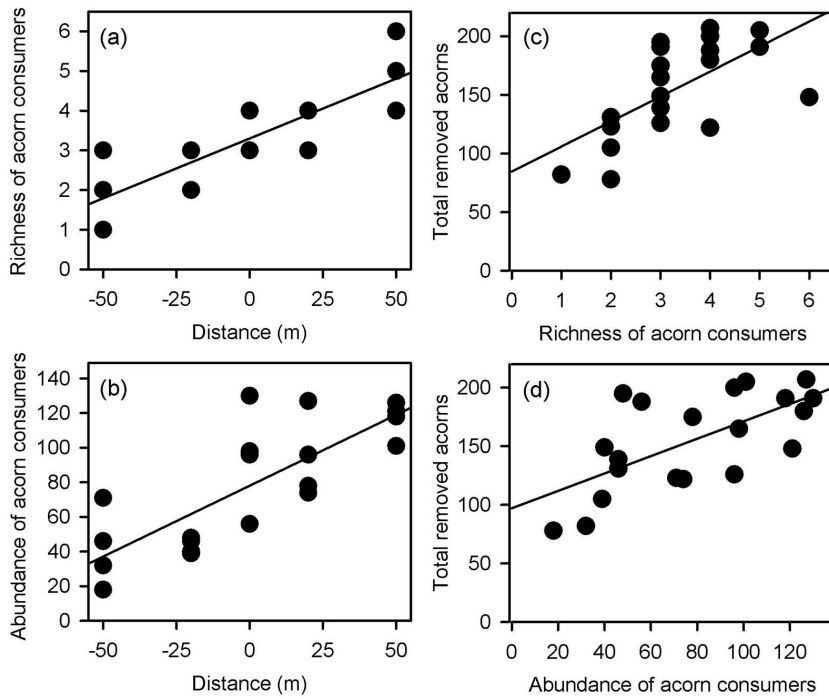 (a)
Richness of acorn consumers
6
5
4
3
2
1
0
-50 -25 0 25 50
Distance (m)
(c)
Total removed acorns
200
150
100
50
0
0 1 2 3 4 5 6
Richness of acorn consumers
(b)
Abundance of acorn consumers
140
120
100
80
60
40
20
0
-50 -25 0 25 50
Distance (m)
(d)
Total removed acorns
200
150
100
50
0
0 20 40 60 80 100 120
Abundance of acorn consumers